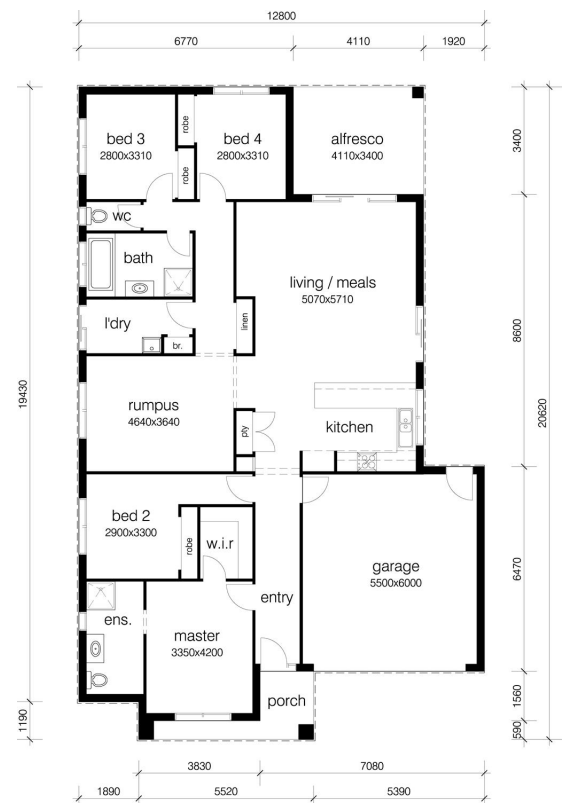 12800
6770
4110
1920
bed 3
2800x3310
robe
robe
bed 4
2800x3310
alfresco
4110x3400
3400
wc
bath
living / meals
5070x5710
l'dry
br.
linen
8600
19430
20620
rumpus
4640x3640
pty
kitchen
bed 2
2900x3300
robe
w.i.r
garage
5500x6000
6470
ens.
entry
master
3350x4200
porch
1560
590
1190
3830
7080
1890
5520
5390